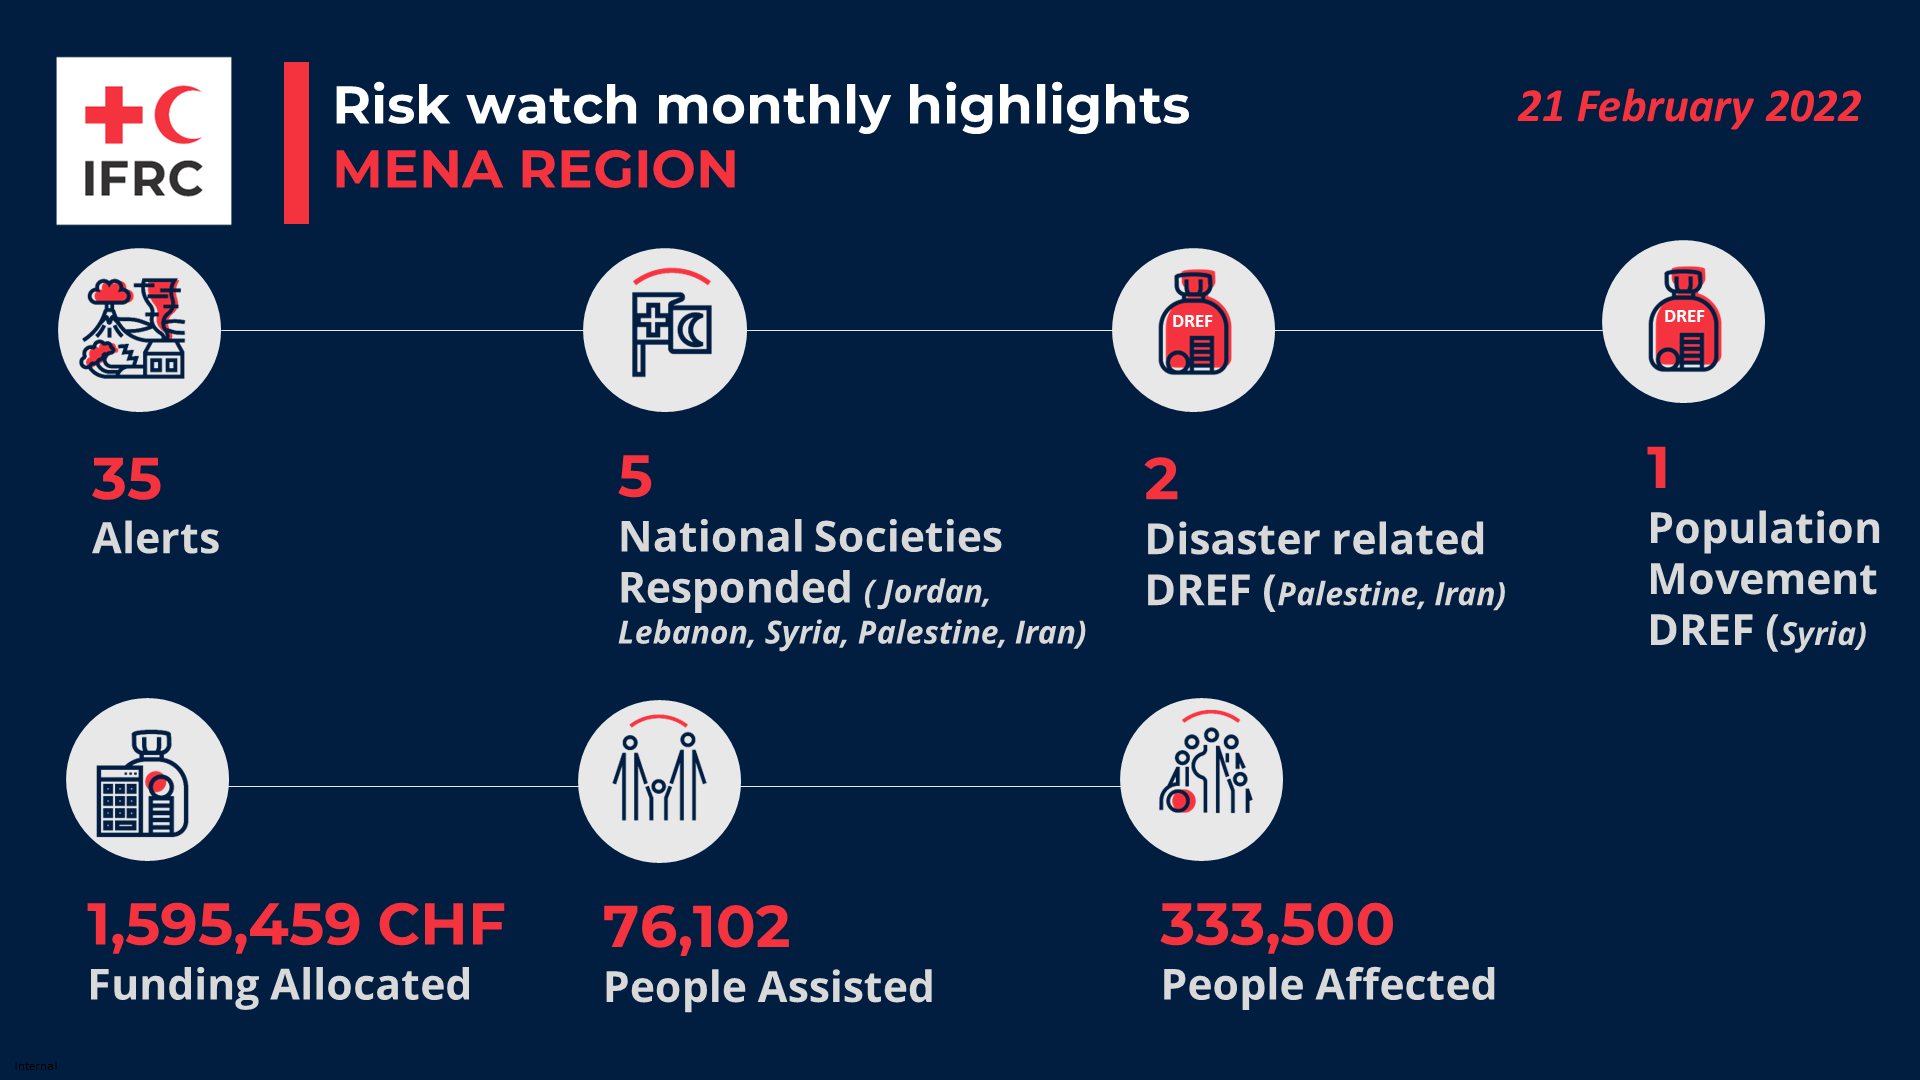 IFRC
Risk watch monthly highlights
MENA REGION
21 February 2022
DREF
DREF
35
Alerts
5
National Societies
Responded ( Jordan,
Lebanon, Syria, Palestine, Iran)
2
Disaster related
DREF (Palestine, Iran)
1
Population
Movement
DREF (Syria)
1,595,459 CHF
Funding Allocated
76,102
People Assisted
333,500
People Affected
Internal